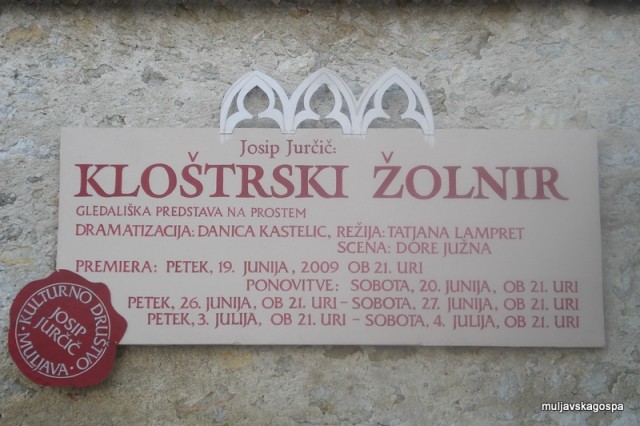 Josip Jurčič:
KLOŠTRSKI ŽOLNIR
GLEDALIŠKA PREDSTAVA NA PROSTEM
DRAMATIZACIJA: DANICA KASTELIC, REŽIJA: TATJANA LAMPRET
SCENA: DORE JUŽNA
PREMIERA: PETEK, 19. JUNIJA, 2009 OB 21. URI
PONOVITVE: SOBOTA, 20. JUNIJA, OB 21. URI
PETEK, 26. JUNIJA, OB 21. URI – SOBOTA, 27. JUNIJA, OB 21. URI
PETEK, 3. JULIJA, OB 21. URI – SOBOTA, 4. JULIJA, OB 21. URI
KULTURNO DRUŠTVO
JOSIP
JURČIČ
MULJAVA
muljavskagospa